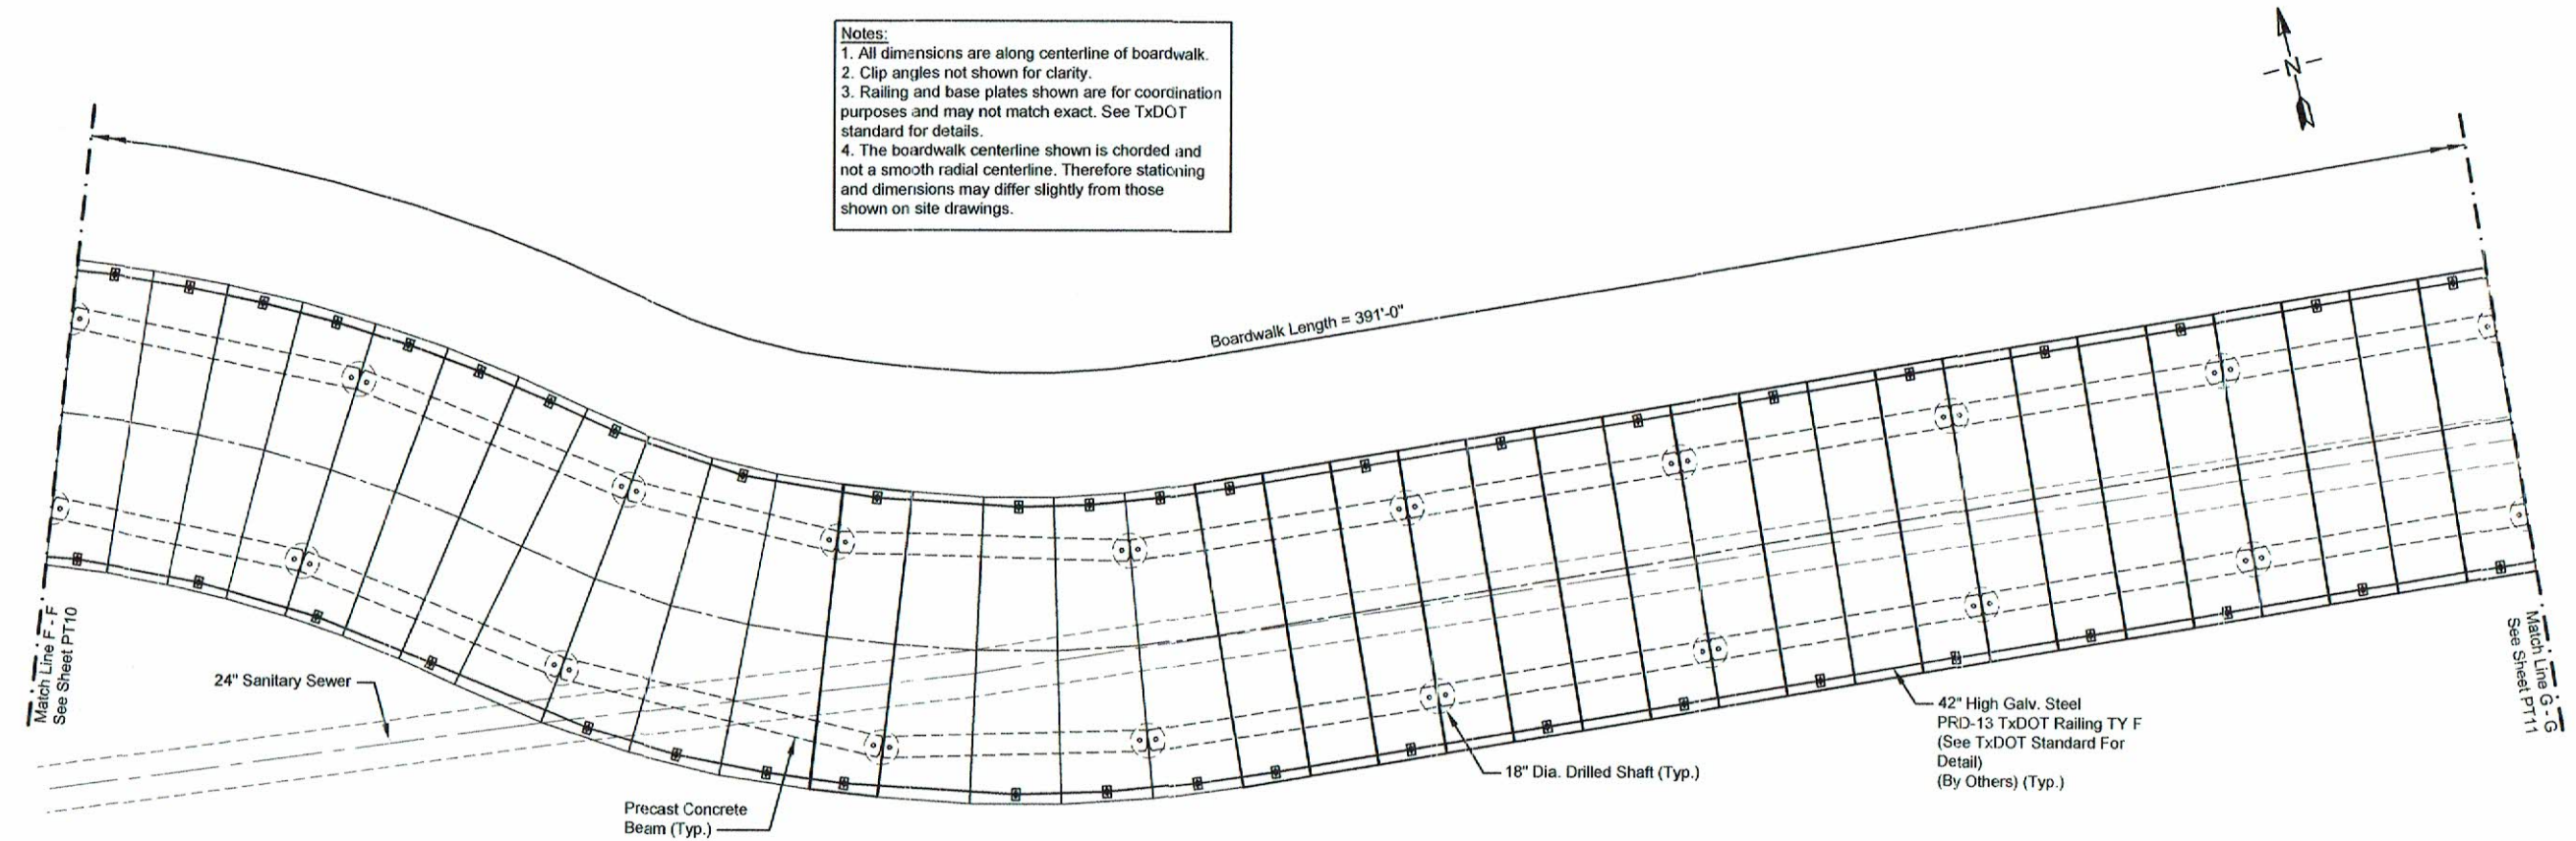 Notes:
1. All dimensions are along centerline of boardwalk.
2. Clip angles not shown for clarity.
3. Railing and base plates shown are for coordination
purposes and may not match exact. See TxDOT
standard for details.
4. The boardwalk centerline shown is chorded and
not a smooth radial centerline. Therefore stationing
and dimensions may differ slightly from those
shown on site drawings.
N
Boardwalk Length = 391'-0"
Match Line F - F
See Sheet PT10
24" Sanitary Sewer
Precast Concrete
Beam (Typ.)
18" Dia. Drilled Shaft (Typ.)
42" High Galv. Steel
PRD-13 TxDOT Railing TY F
(See TxDOT Standard For
Detail)
(By Others) (Typ.)
Match Line G - G
See Sheet PT11